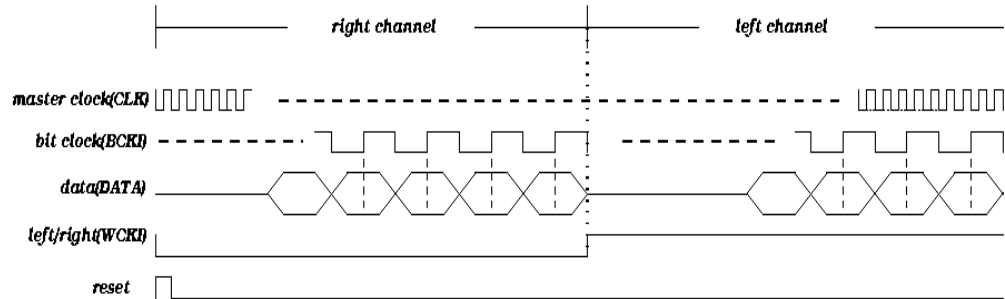 right channel
left channel
master clock(CLK)
bit clock(BCKI)
data(DATA)
left/right(WCKI)
reset